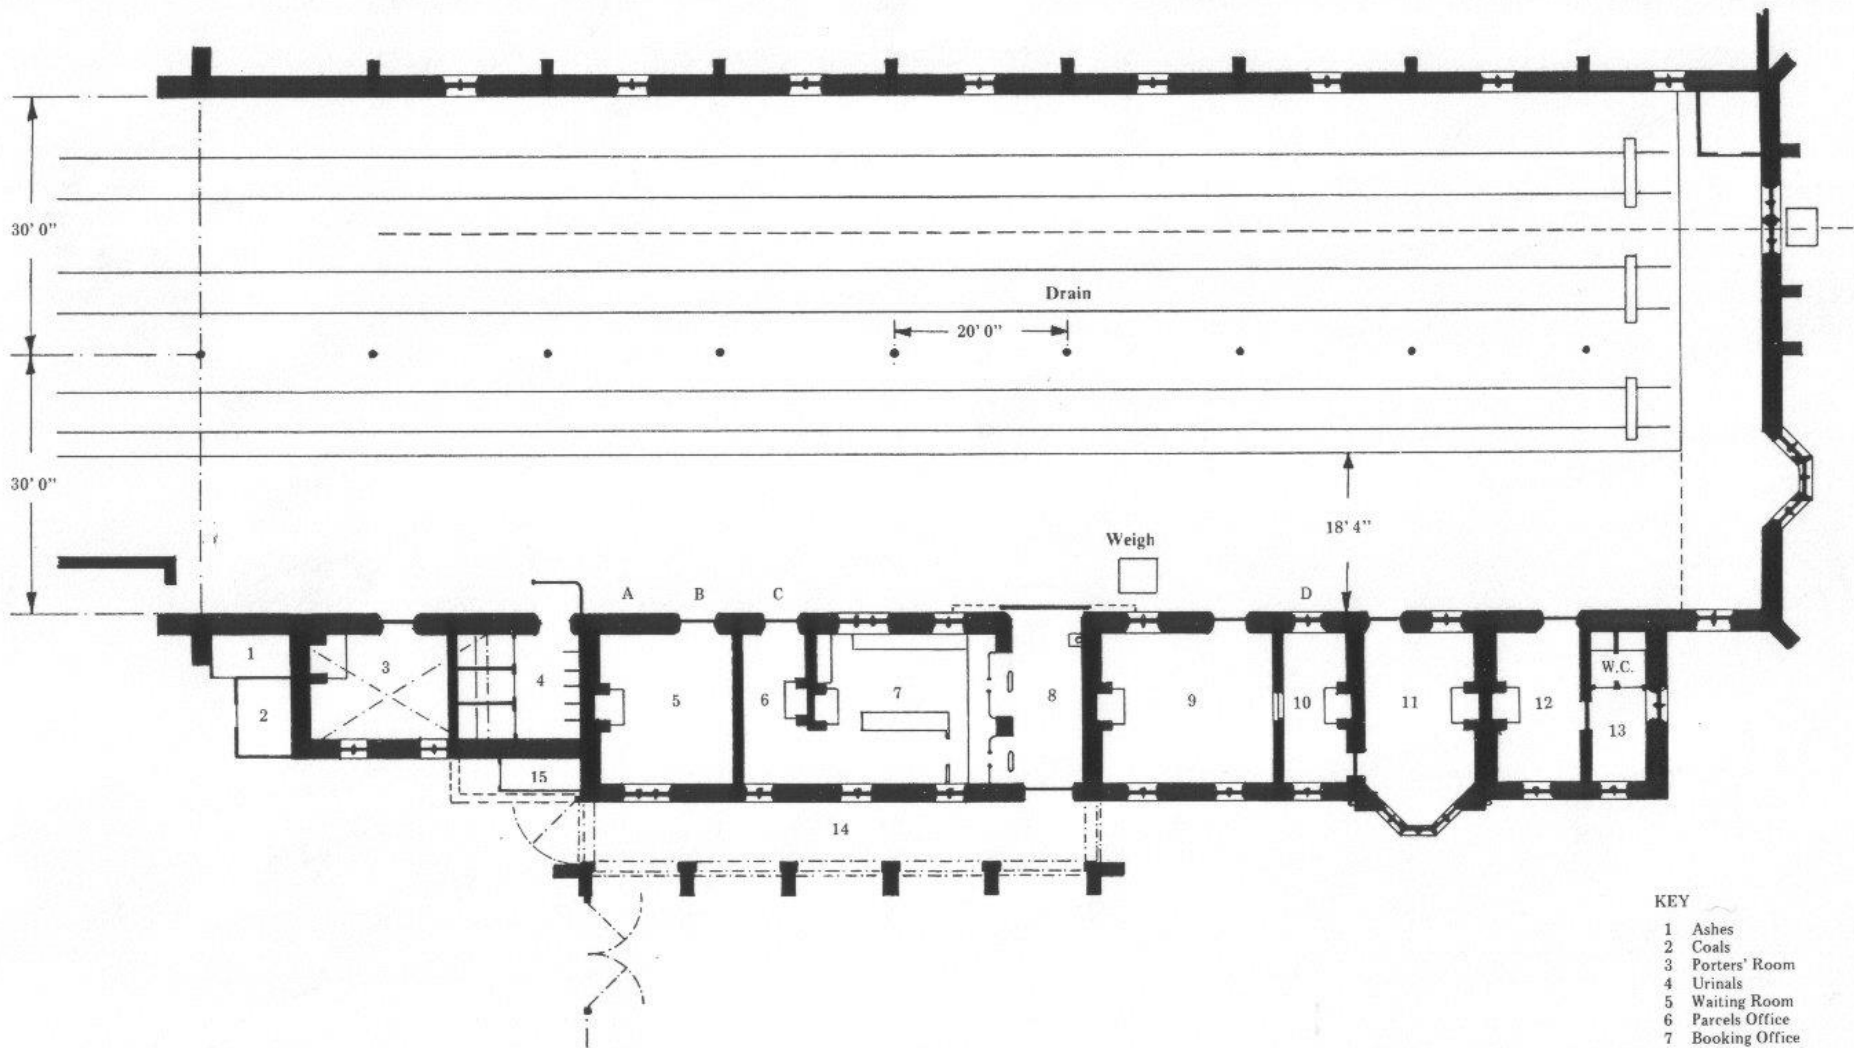 30' 0"
Drain
20' 0"
30' 0"
18' 4"
Weigh
A B C D
1 2 3 4 5 6 7 8 9 10 11 12 13
W.C.
15
14
KEY
1 Ashes
2 Coals
3 Porters' Room
4 Urinals
5 Waiting Room
6 Parcels Office
7 Booking Office